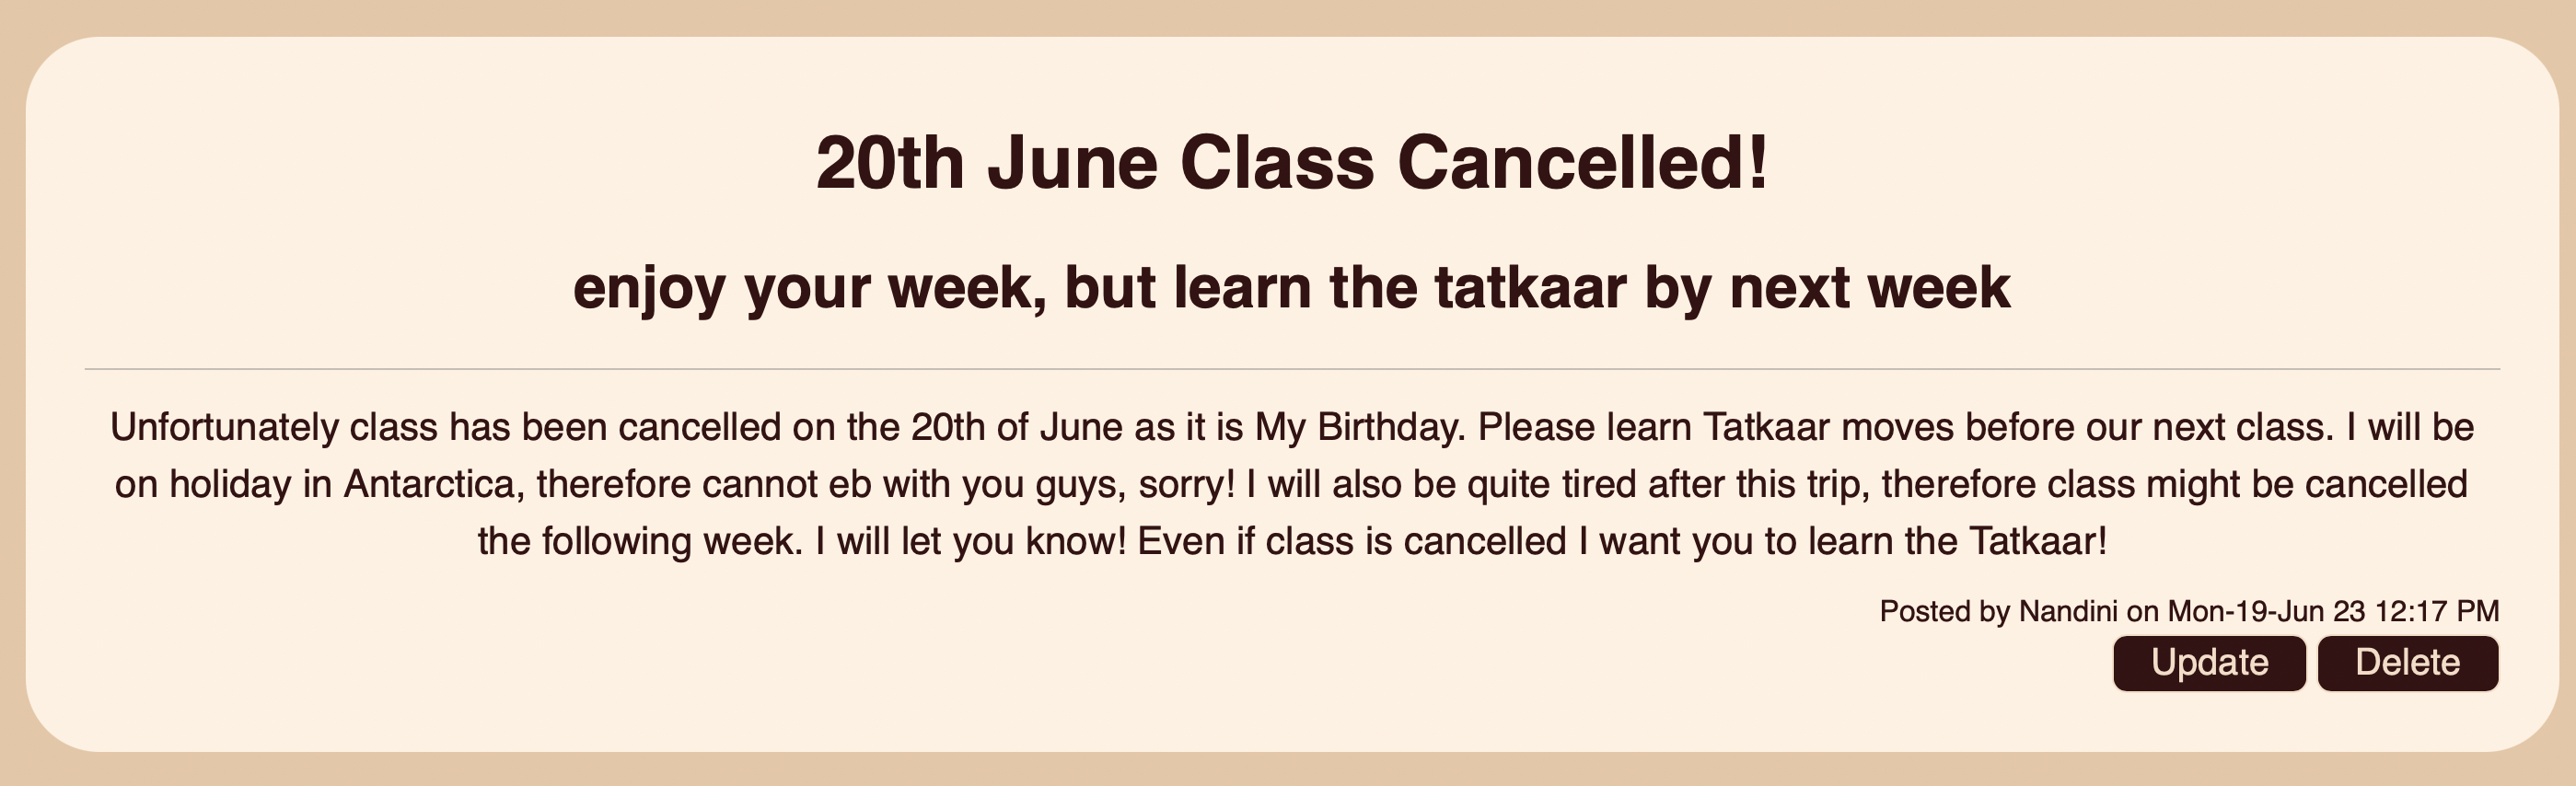 20th June Class Cancelled!
enjoy your week, but learn the tatkaar by next week
Unfortunately class has been cancelled on the 20th of June as it is My Birthday. Please learn Tatkaar moves before our next class. I will be
on holiday in Antarctica, therefore cannot eb with you guys, sorry! I will also be quite tired after this trip, therefore class might be cancelled
the following week. I will let you know! Even if class is cancelled I want you to learn the Tatkaar!
Posted by Nandini on Mon-19-Jun 23 12:17 PM
Update Delete